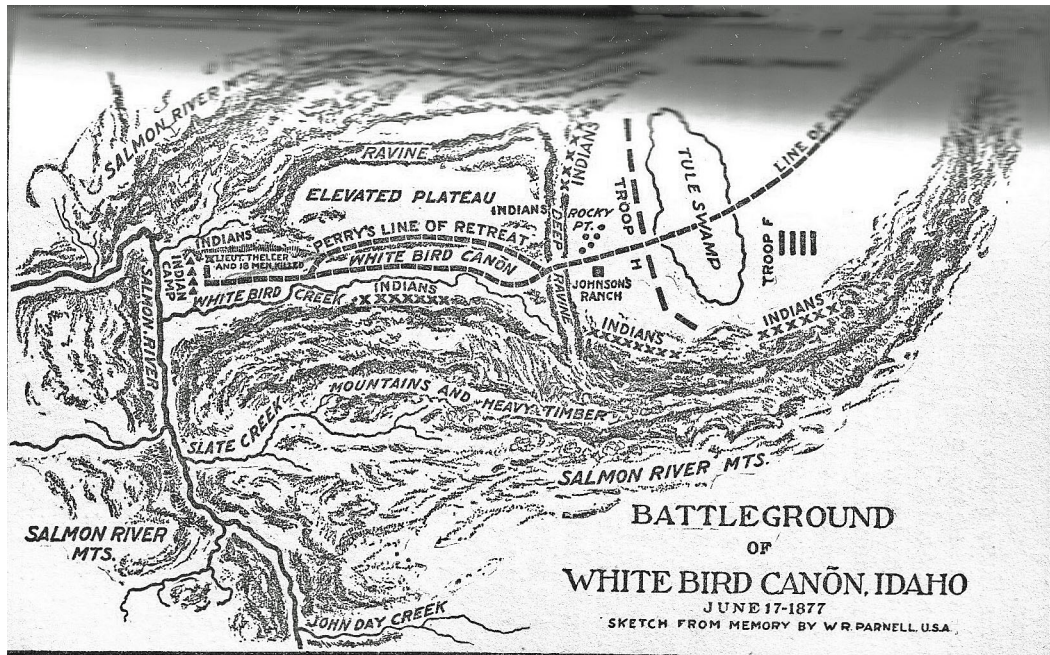 SALMON RIVER MTS.
RAVINE
ELEVATED PLATEAU
INDIANS
INDIANS
DEEP
RAVINE
ROCKY
PT.
JOHNSON'S
RANCH
TROOP H
TULE SWAMP
LINE OF
TROOP F
INDIANS
PERRY'S LINE OF RETREAT
LIEUT. THELLER
AND 18 MEN KILLED
WHITE BIRD CAÑON
INDIAN
CAMP
WHITE BIRD CREEK
INDIANS
INDIANS
INDIANS
SALMON RIVER
MOUNTAINS AND HEAVY TIMBER
SLATE CREEK
SALMON RIVER MTS.
SALMON RIVER
MTS.
JOHN DAY CREEK
BATTLEGROUND
OF
WHITE BIRD CAÑON, IDAHO
JUNE 17-1877
SKETCH FROM MEMORY BY W.R. PARNELL. U.S.A.